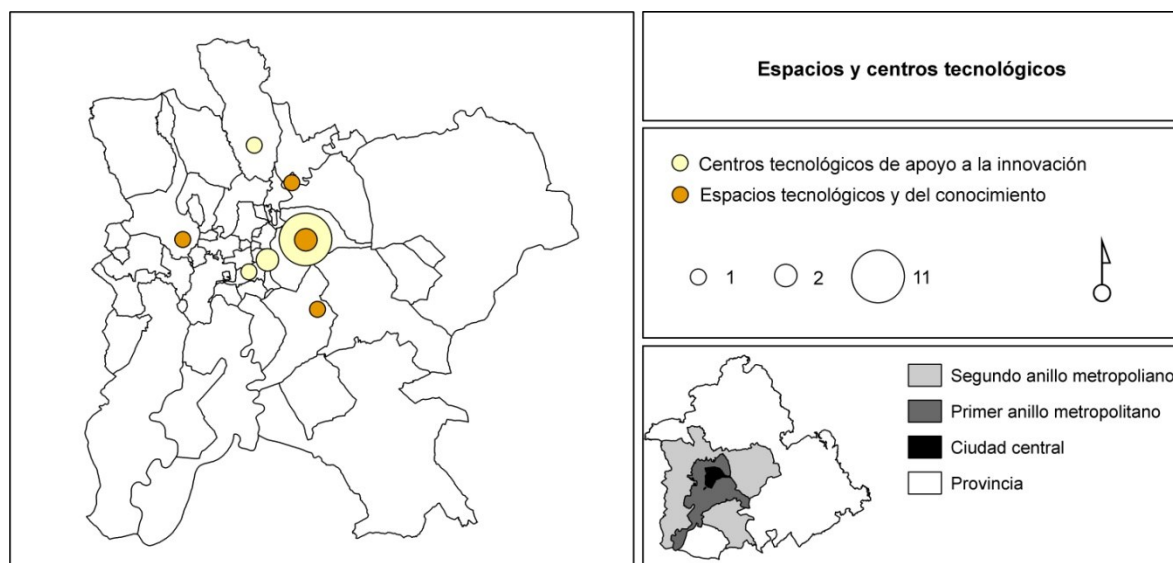 Espacios y centros tecnológicos
Centros tecnológicos de apoyo a la innovación
Espacios tecnológicos y del conocimiento
1 2 11
Segundo anillo metropoliano
Primer anillo metropolitano
Ciudad central
Provincia